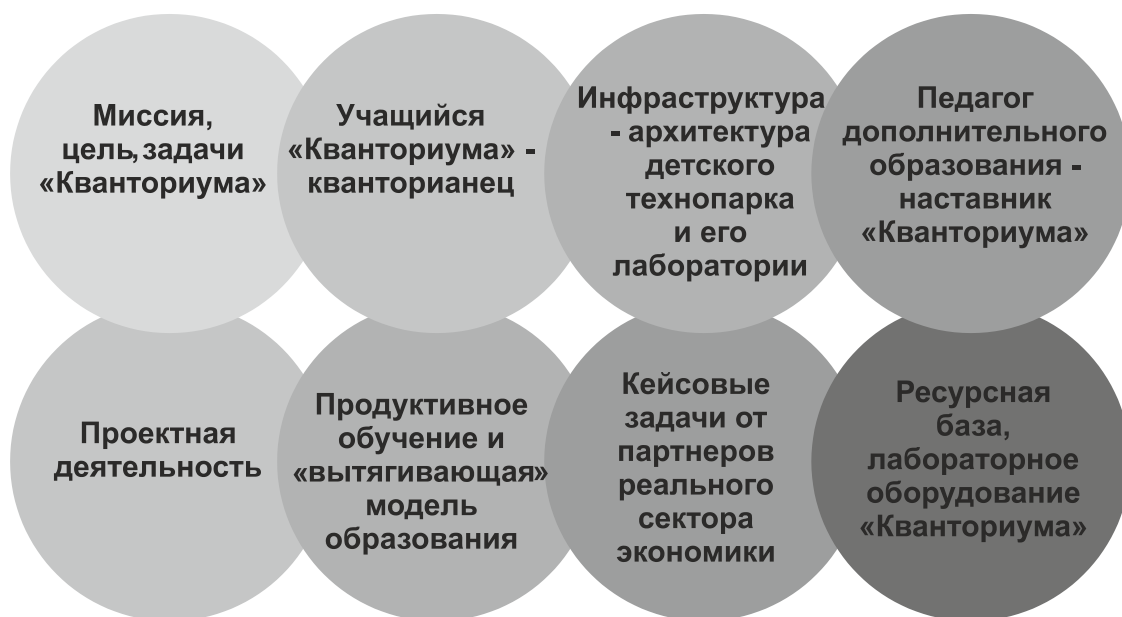 Миссия,
цель, задачи
«Кванториума»
Учащийся
«Кванториума» -
кванторианец
Инфраструктура
- архитектура
детского
технопарка
и его
лаборатории
Педагог
дополнительного
образования -
наставник
«Кванториума»
Проектная
деятельность
Продуктивное
обучение и
«вытягивающая»
модель
образования
Кейсовые
задачи от
партнеров
реального
сектора
экономики
Ресурсная
база,
лабораторное
оборудование
«Кванториума»